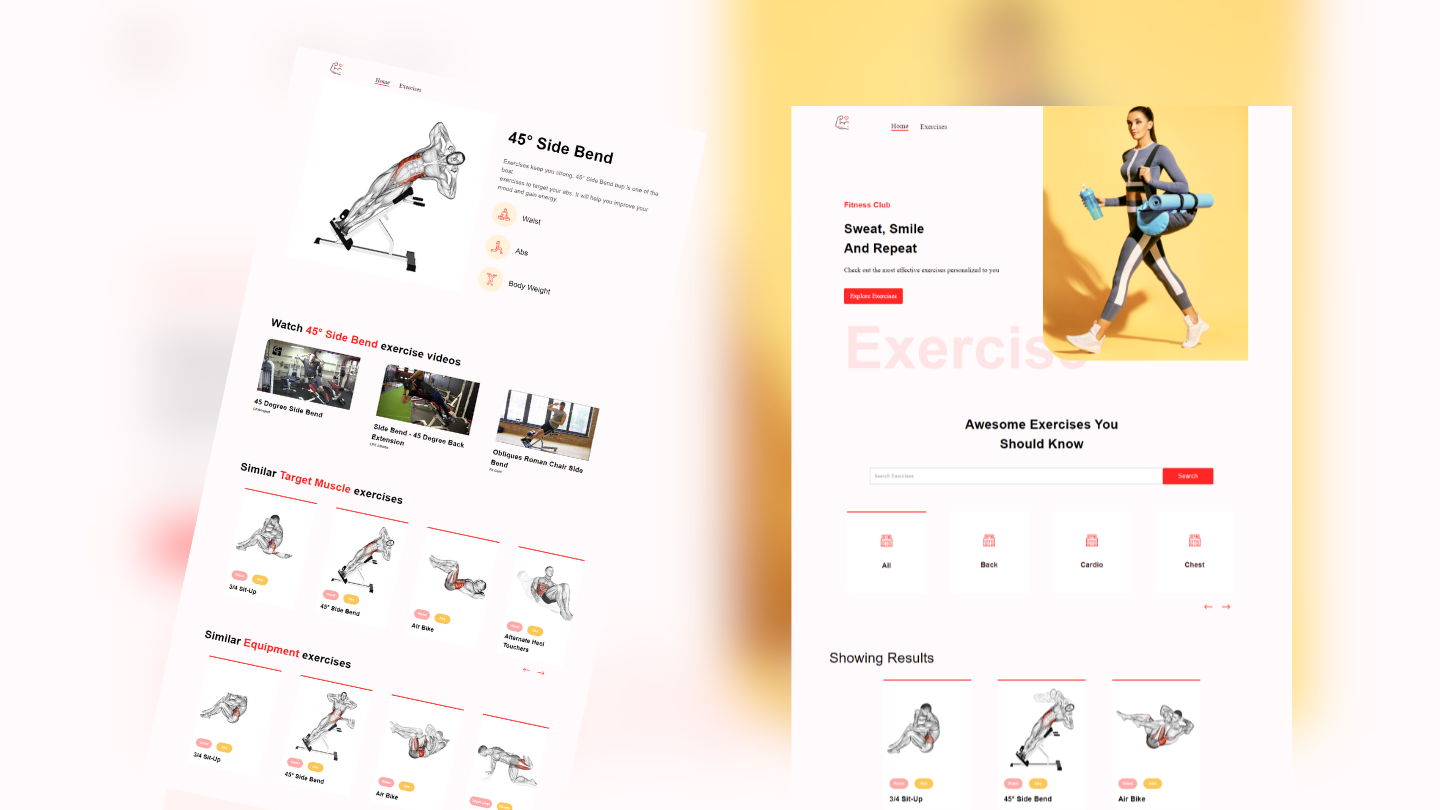 Home Exercises
45° Side Bend
Exercises keep you strong. 45° Side Bend bup is one of the
best
exercises to target your abs. It will help you improve your
mood and gain energy.
Waist
Abs
Body Weight
Watch 45° Side Bend exercise videos
45 Degree Side Bend
Side Bend - 45 Degree Back
Extension
Obliques Roman Chair Side
Bend
Similar Target Muscle exercises
3/4 Sit-Up
45° Side Bend
Air Bike
Alternate Heel
Touchers
Similar Equipment exercises
3/4 Sit-Up
45° Side Bend
Air Bike
Home Exercises
Fitness Club
Sweat, Smile
And Repeat
Check out the most effective exercises personalized to you
Explore Exercises
Exercise
Awesome Exercises You
Should Know
Search Exercises
Search
All
Back
Cardio
Chest
Showing Results
3/4 Sit-Up
45° Side Bend
Air Bike